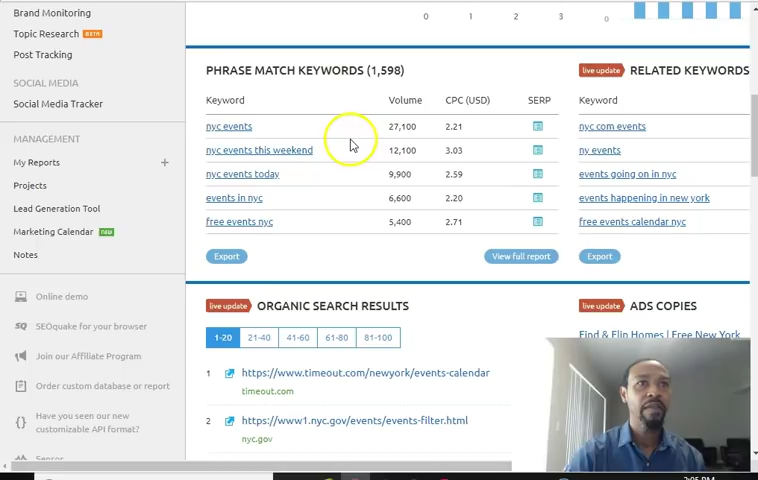 Brand Monitoring
Topic Research BETA
Post Tracking
SOCIAL MEDIA
Social Media Tracker
MANAGEMENT
My Reports +
Projects
Lead Generation Tool
Marketing Calendar new
Notes
Online demo
SQ SEOquake for your browser
Join our Affiliate Program
Order custom database or report
Have you seen our new
{} customizable API format?
Sensor
0 1 2 3
0
PHRASE MATCH KEYWORDS (1,598)
Keyword Volume CPC (USD) SERP
nyc events 27,100 2.21
nyc events this weekend 12,100 3.03
nyc events today 9,900 2.59
events in nyc 6,600 2.20
free events nyc 5,400 2.71
Export View full report
live update RELATED KEYWORDS
Keyword
nyc com events
ny events
events going on in nyc
events happening in new york
free events calendar nyc
Export
live update ORGANIC SEARCH RESULTS
1-20 21-40 41-60 61-80 81-100
1 https://www.timeout.com/newyork/events-calendar
timeout.com
2 https://www1.nyc.gov/events/events-filter.html
nyc.gov
live update ADS COPIES
Find & Flip Homes | Free New York
2:05 PM